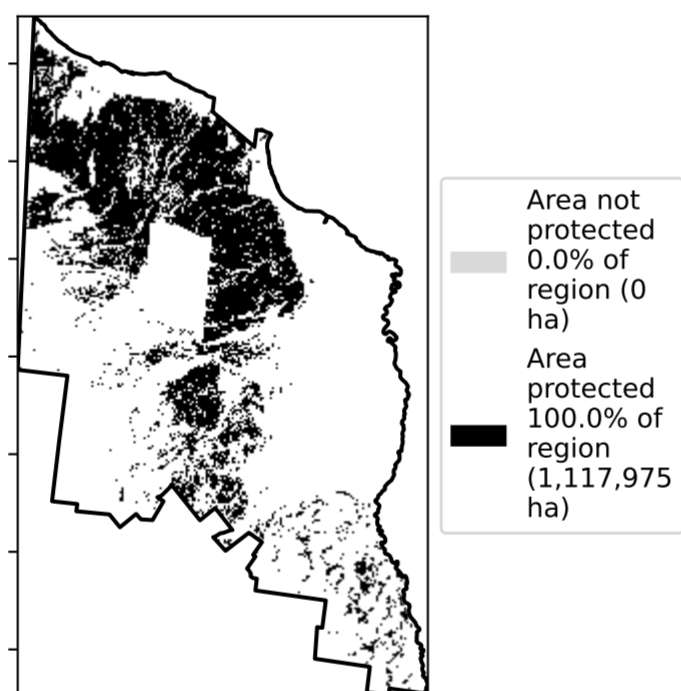 Area not
protected
0.0% of
region (0
ha)
Area
protected
100.0% of
region
(1,117,975
ha)